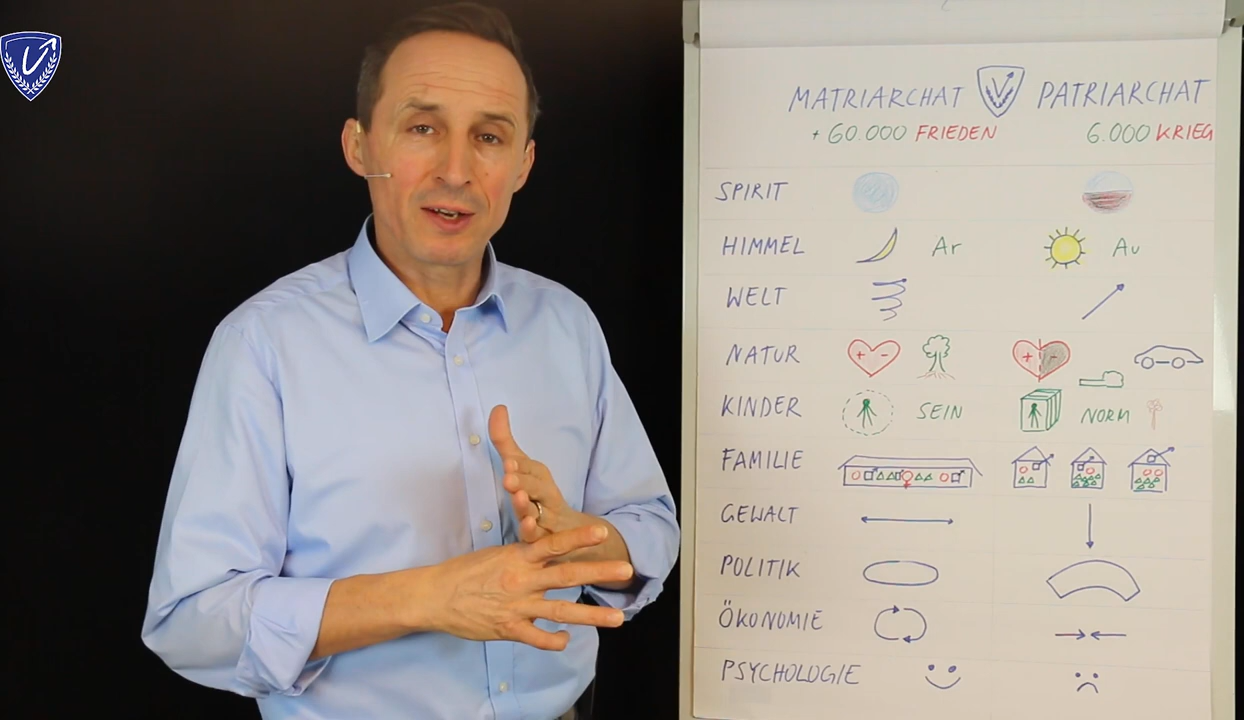 MATRIARCHAT PATRIARCHAT
+60.000 FRIEDEN 6.000 KRIEG
SPIRIT
HIMMEL Ar Au
WELT
NATUR + - + -
KINDER SEIN NORM
FAMILIE
GEWALT
POLITIK
ÖKONOMIE
PSYCHOLOGIE